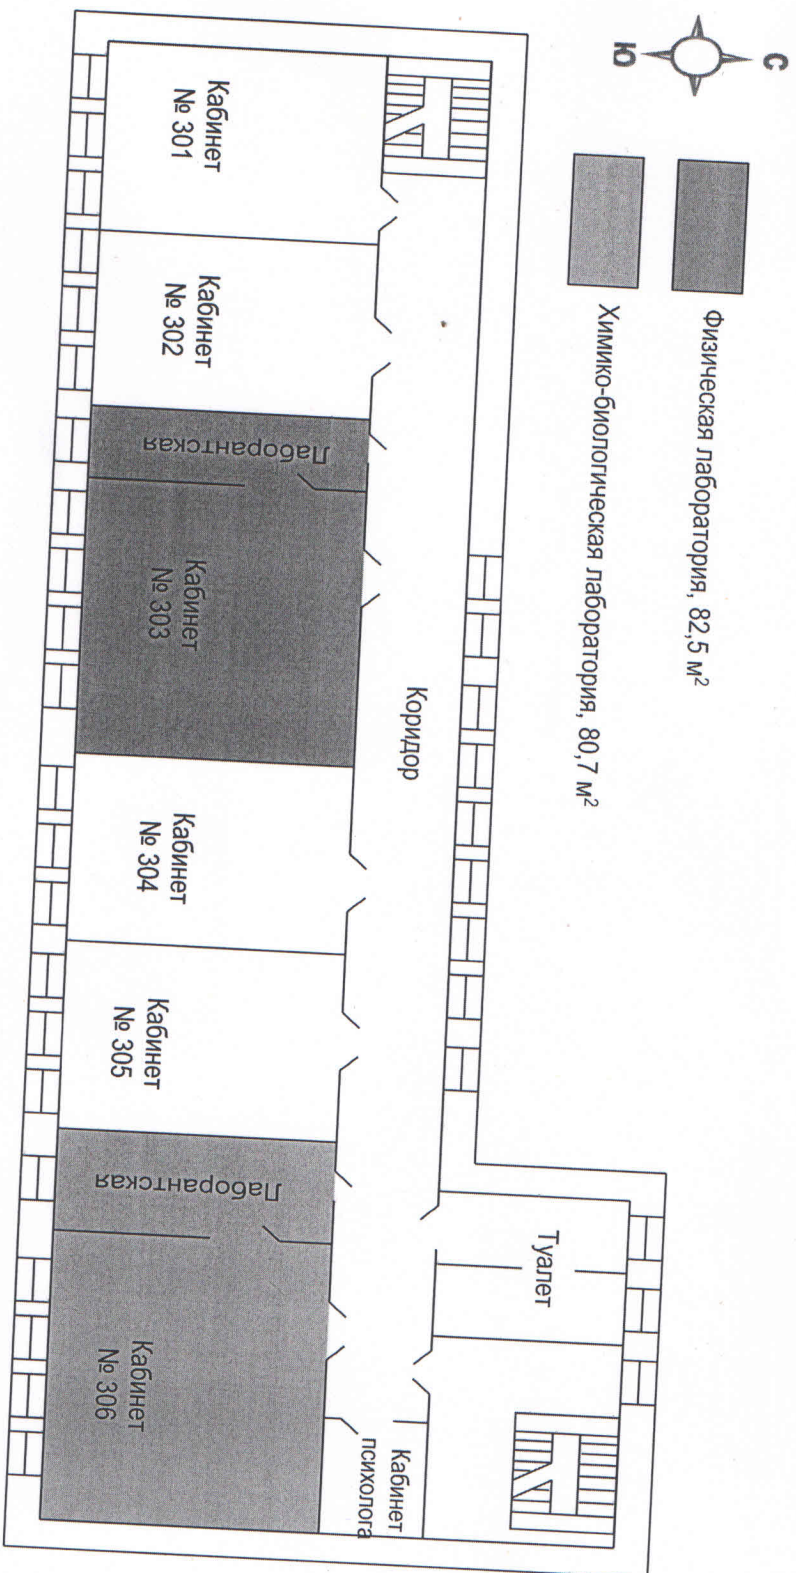 С
Ю
Физическая лаборатория, 82,5 м²
Химико-биологическая лаборатория, 80,7 м²
Кабинет
№ 301
Кабинет
№ 302
Лаборантская
Кабинет
№ 303
Коридор
Кабинет
№ 304
Кабинет
№ 305
Лаборантская
Кабинет
№ 306
Туалет
Кабинет
психолога